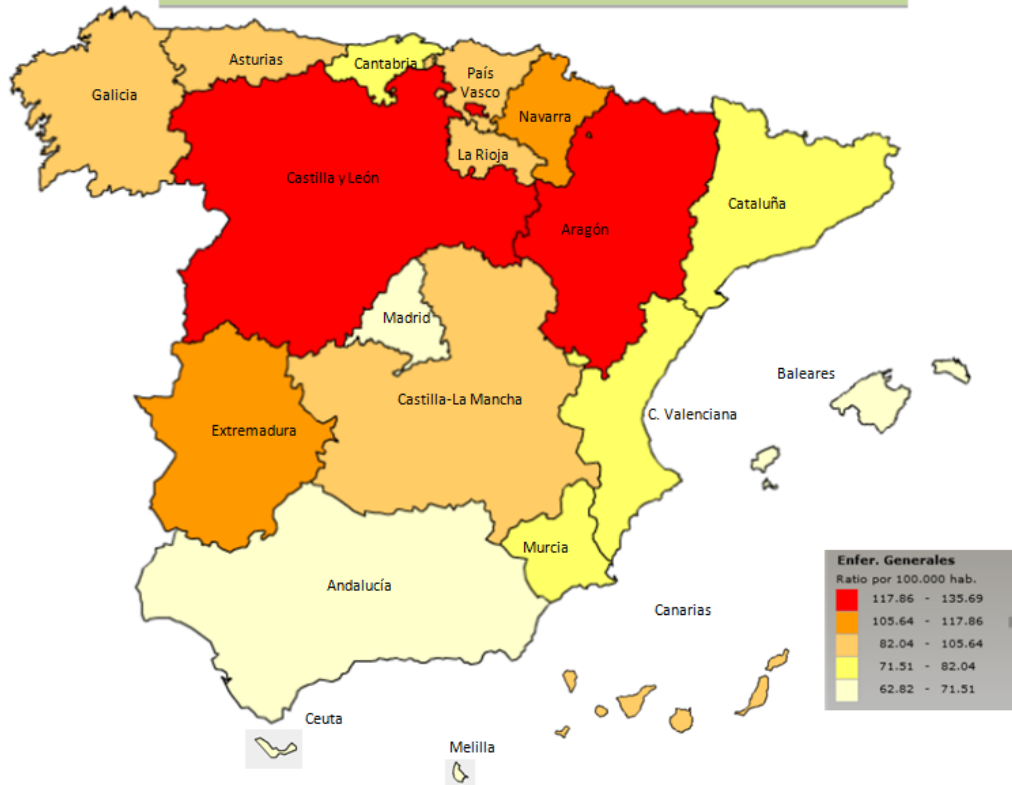 Asturias
Cantabria
País
Vasco
Galicia
Navarra
La Rioja
Castilla y León
Cataluña
Aragón
Madrid
Baleares
Castilla-La Mancha
C. Valenciana
Extremadura
Murcia
Andalucía
Canarias
Ceuta
Melilla
Enfer. Generales
Ratio por 100.000 hab.
117.86 - 135.69
105.64 - 117.86
82.04 - 105.64
71.51 - 82.04
62.82 - 71.51